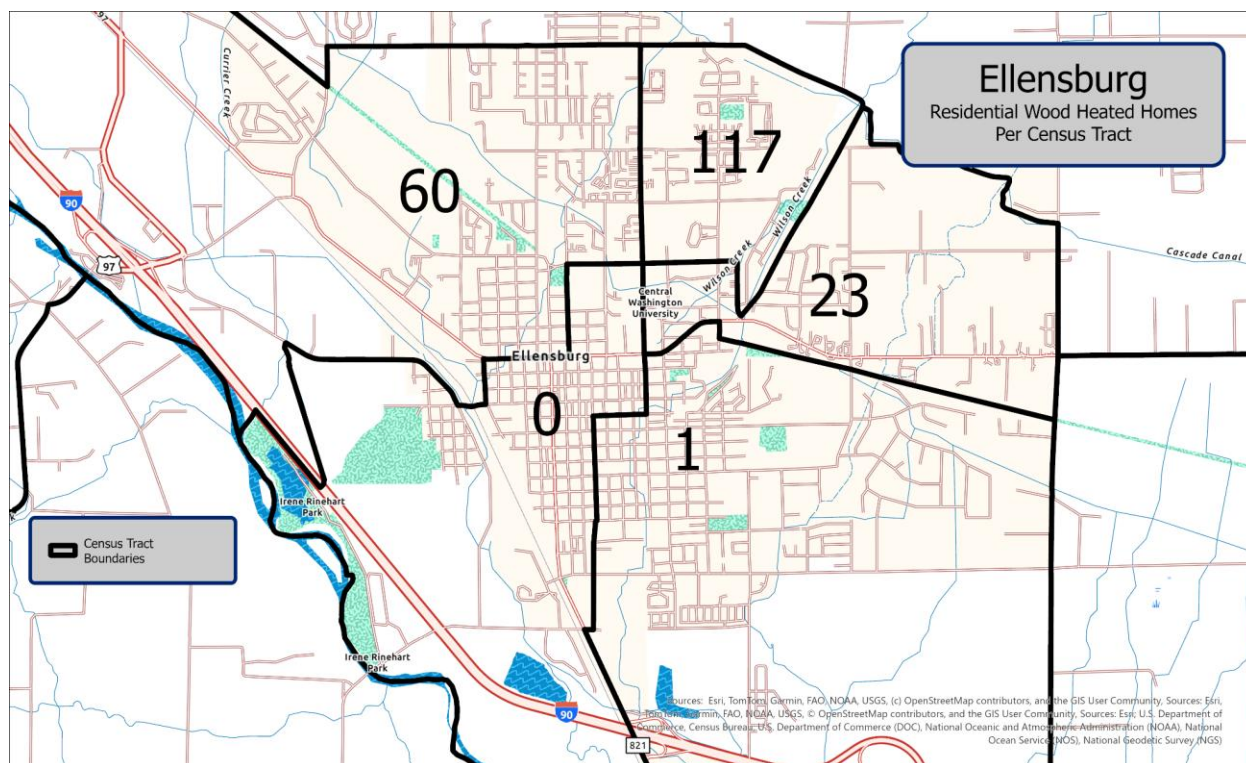 Ellensburg
Residential Wood Heated Homes
Per Census Tract
97
Currier Creek
117
60
90
Wilson Creek
Cascade Canal
97
Wilson Creek
23
Central
Washington
University
Ellensburg
0
1
Irene Rinehart
Park
Census Tract
Boundaries
Irene Rinehart
Park
90
821
Sources: Esri, TomTom, Garmin, FAO, NOAA, USGS, (c) OpenStreetMap contributors, and the GIS User Community, Sources: Esri,
TomTom, Garmin, FAO, NOAA, USGS, © OpenStreetMap contributors, and the GIS User Community, Sources: Esri, U.S. Department of
Commerce, Census Bureau, U.S. Department of Commerce (DOC), National Oceanic and Atmospheric Administration (NOAA), National
Ocean Service (NOS), National Geodetic Survey (NGS)